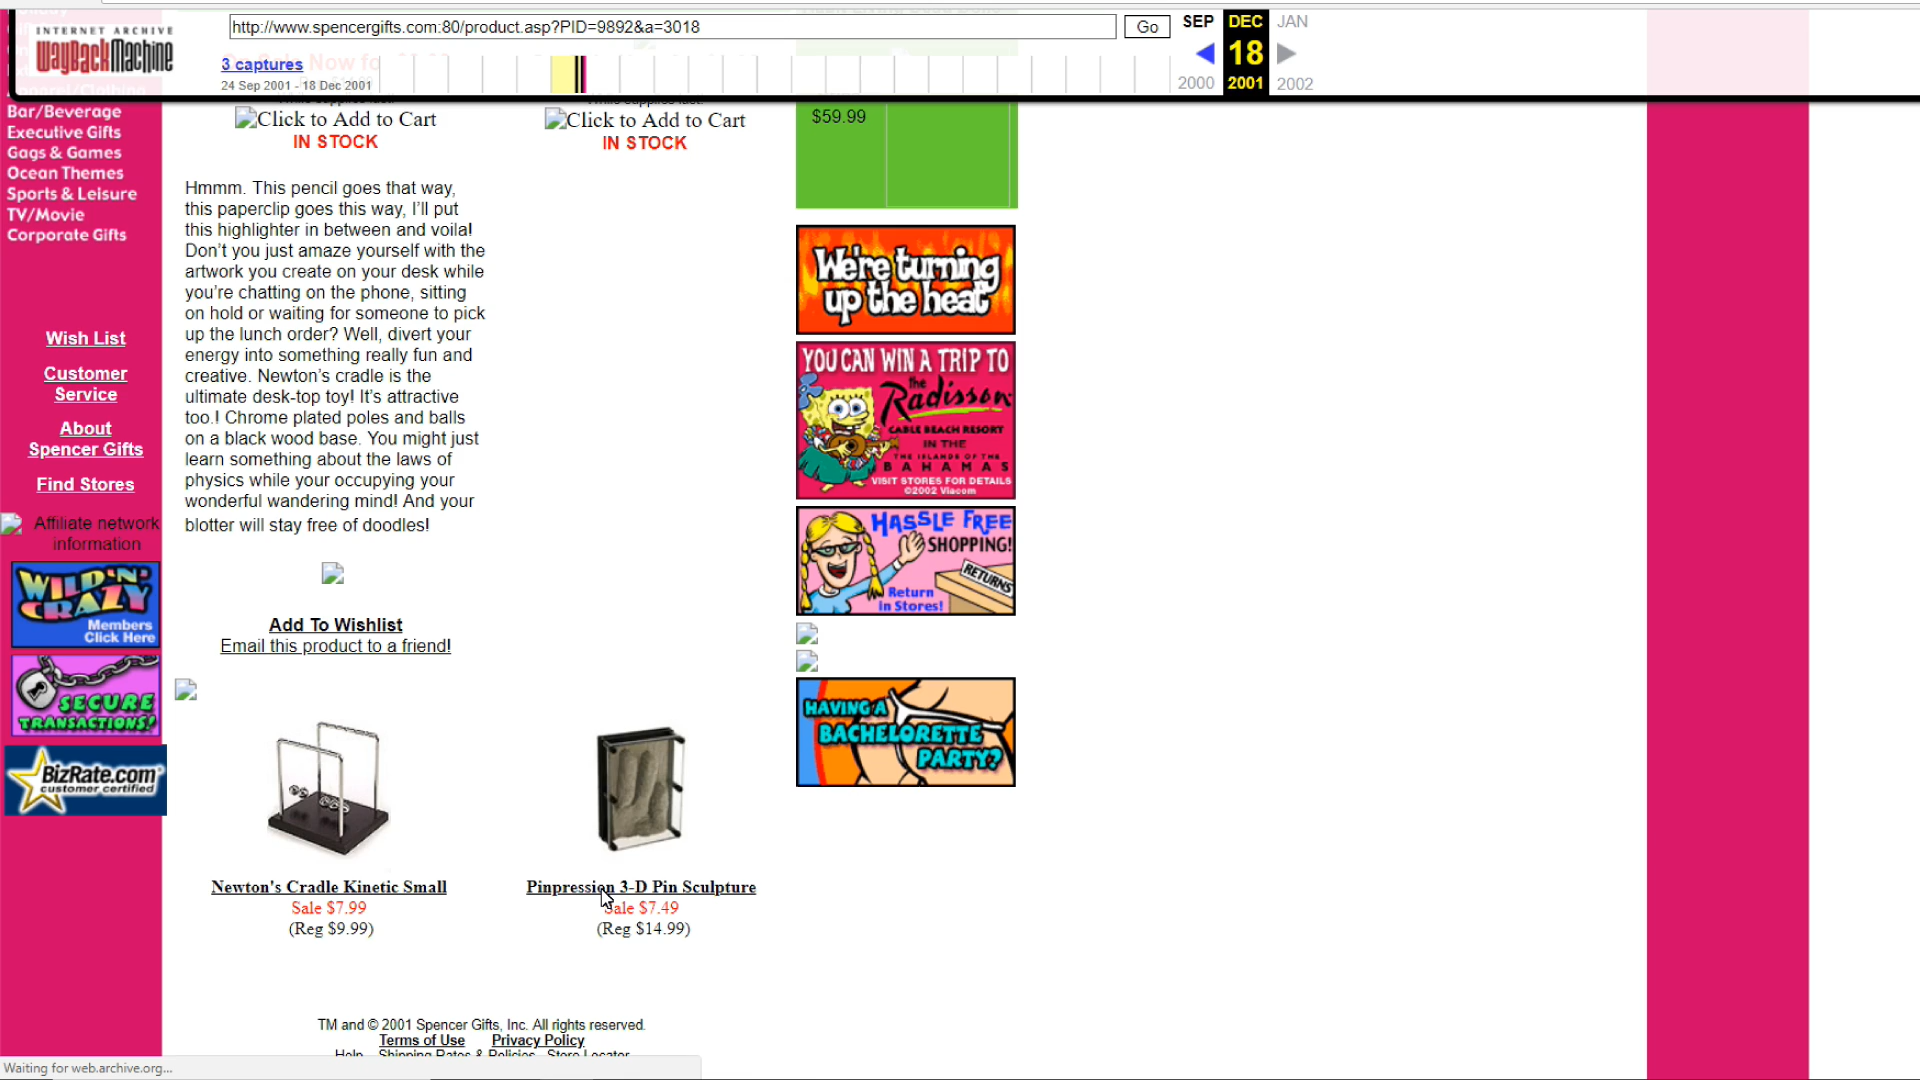 INTERNET ARCHIVE
WayBackMachine
http://www.spencergifts.com:80/product.asp?PID=9892&a=3018
Go
SEP
DEC
JAN
3 captures
24 Sep 2001 - 18 Dec 2001
18
2000
2001
2002
Bar/Beverage
Executive Gifts
Gags & Games
Ocean Themes
Sports & Leisure
TV/Movie
Corporate Gifts
Wish List
Customer
Service
About
Spencer Gifts
Find Stores
Affiliate network
information
WILD 'N'
CRAZY
Members
Click Here
SECURE
TRANSACTIONS!
BizRate.com
customer certified
Click to Add to Cart
IN STOCK
Click to Add to Cart
IN STOCK
Hmmm. This pencil goes that way,
this paperclip goes this way, I'll put
this highlighter in between and voila!
Don't you just amaze yourself with the
artwork you create on your desk while
you're chatting on the phone, sitting
on hold or waiting for someone to pick
up the lunch order? Well, divert your
energy into something really fun and
creative. Newton's cradle is the
ultimate desk-top toy! It's attractive
too.! Chrome plated poles and balls
on a black wood base. You might just
learn something about the laws of
physics while your occupying your
wonderful wandering mind! And your
blotter will stay free of doodles!
Add To Wishlist
Email this product to a friend!
Newton's Cradle Kinetic Small
Sale $7.99
(Reg $9.99)
Pinpression 3-D Pin Sculpture
Sale $7.49
(Reg $14.99)
$59.99
We're turning
up the heat
YOU CAN WIN A TRIP TO
the
Radisson
CABLE BEACH RESORT
IN THE
THE ISLANDS OF THE
BAHAMAS
VISIT STORES FOR DETAILS
©2002 Viacom
HASSLE FREE
SHOPPING!
RETURNS
Return
in Stores!
HAVING A
BACHELORETTE
PARTY?
TM and © 2001 Spencer Gifts, Inc. All rights reserved.
Terms of Use Privacy Policy
Help Shipping Rates & Policies Store Locator
Waiting for web.archive.org...